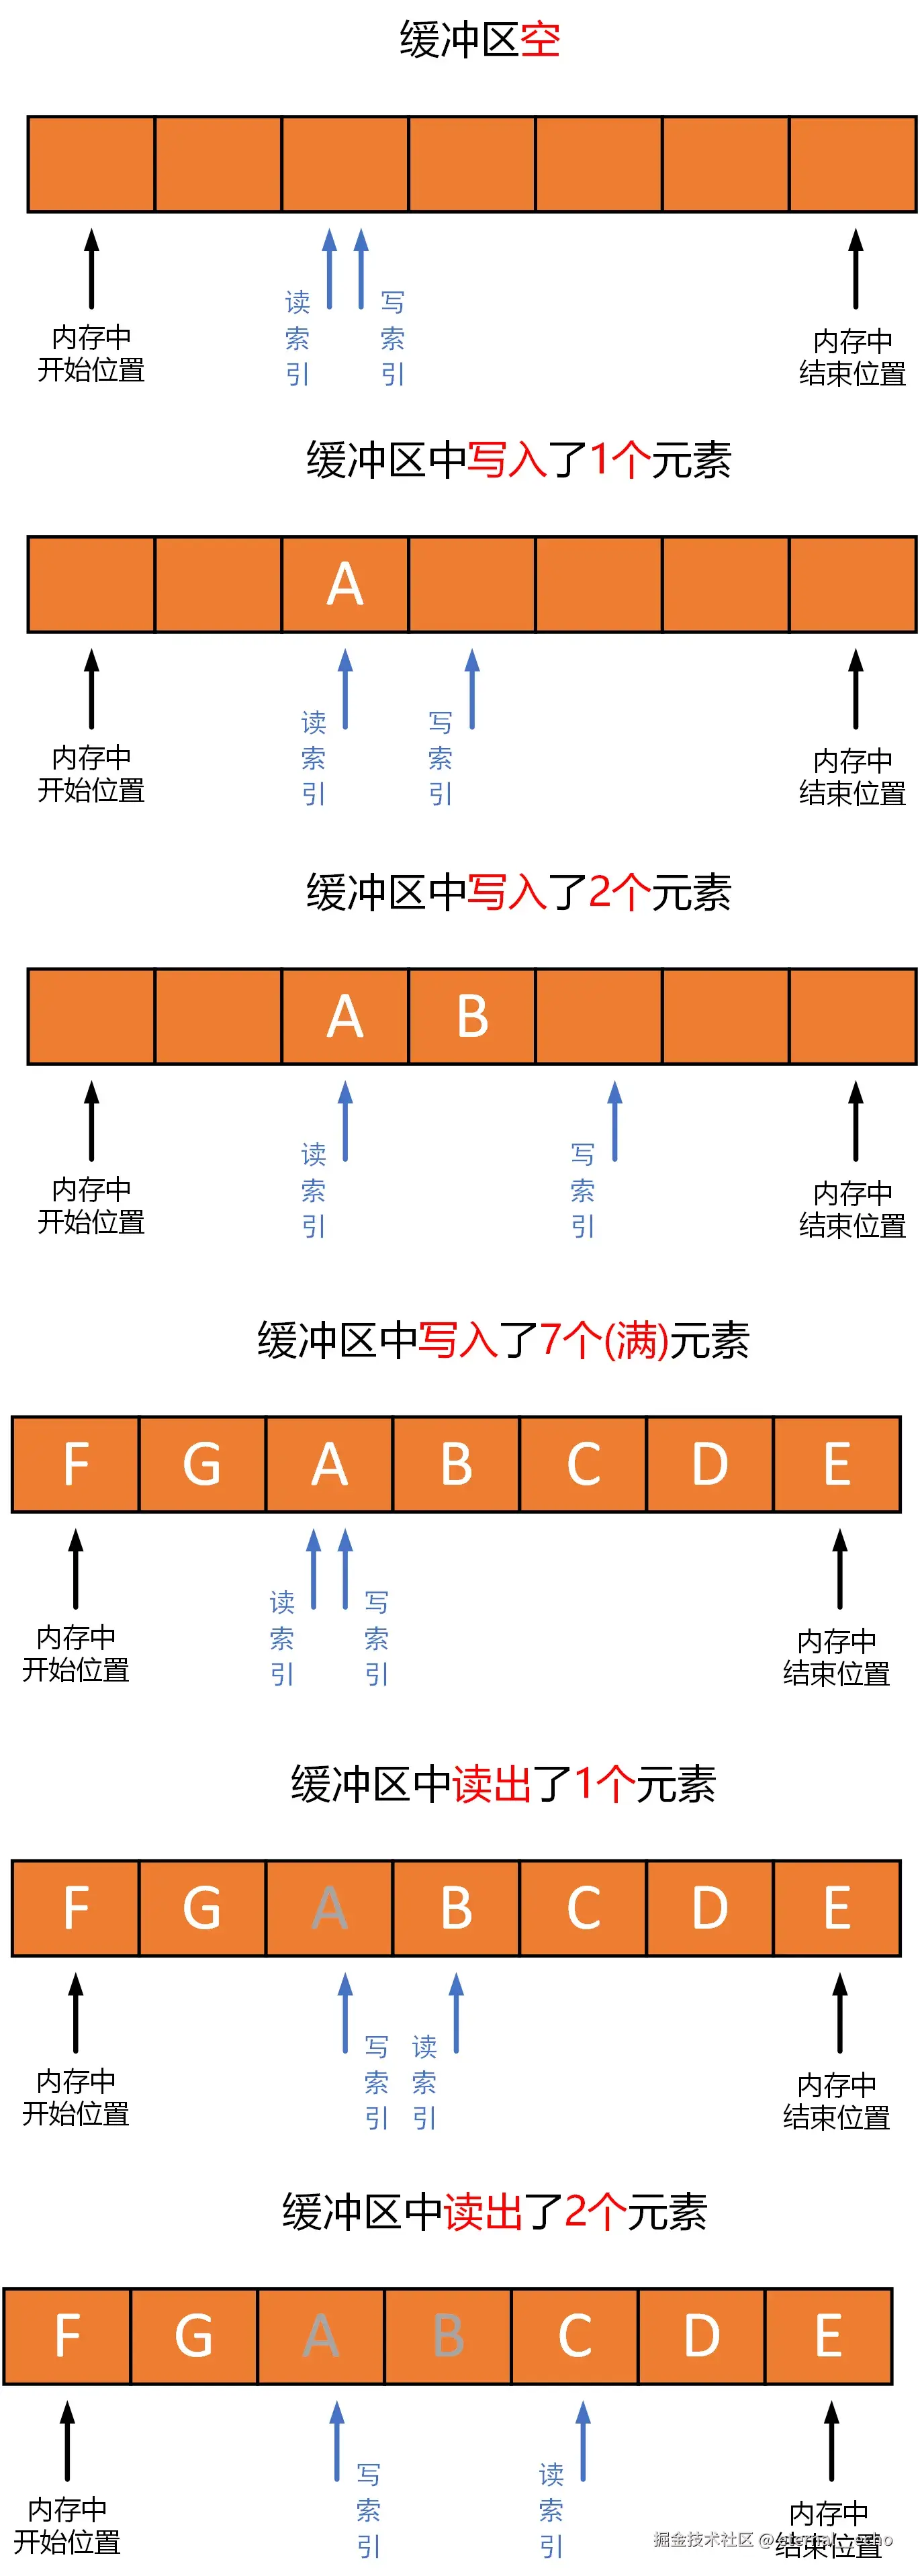 缓冲区空
读索引
写索引
内存中
开始位置
内存中
结束位置
缓冲区中写入了1个元素
A
读索引
写索引
内存中
开始位置
内存中
结束位置
缓冲区中写入了2个元素
A B
读索引
写索引
内存中
开始位置
内存中
结束位置
缓冲区中写入了7个(满)元素
F G A B C D E
读索引
写索引
内存中
开始位置
内存中
结束位置
缓冲区中读出了1个元素
F G A B C D E
写索引
读索引
内存中
开始位置
内存中
结束位置
缓冲区中读出了2个元素
F G A B C D E
写索引
读索引
内存中
开始位置
内存中
结束位置
掘金技术社区 @